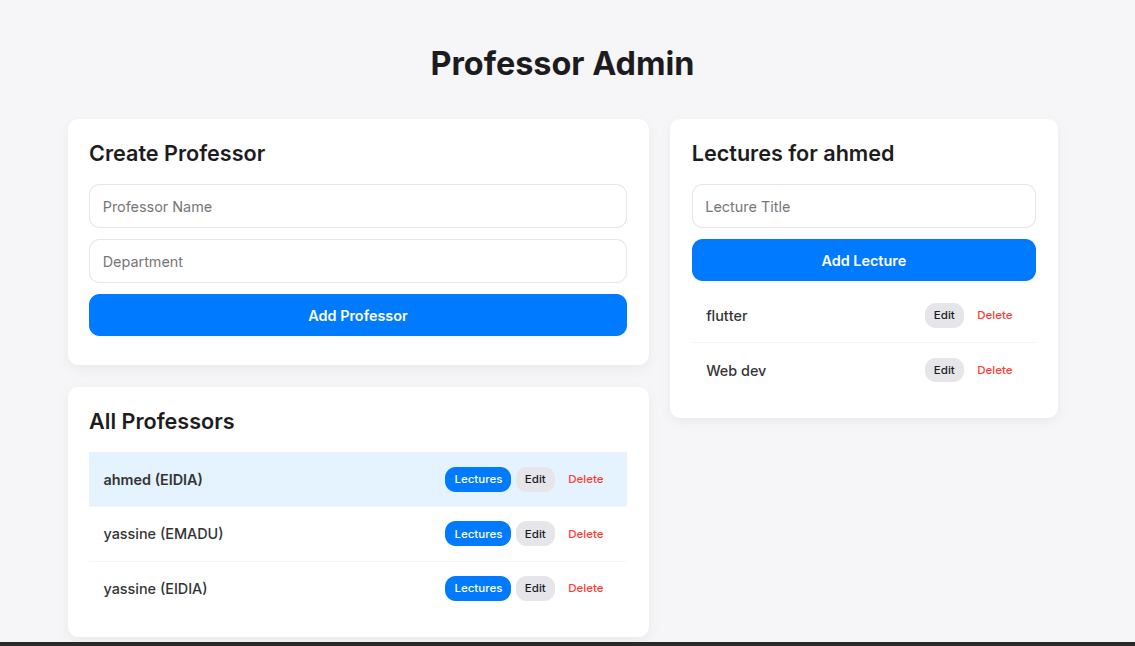 Professor Admin
Create Professor
Professor Name
Department
Add Professor
All Professors
ahmed (EIDIA) Lectures Edit Delete
yassine (EMADU) Lectures Edit Delete
yassine (EIDIA) Lectures Edit Delete
Lectures for ahmed
Lecture Title
Add Lecture
flutter Edit Delete
Web dev Edit Delete